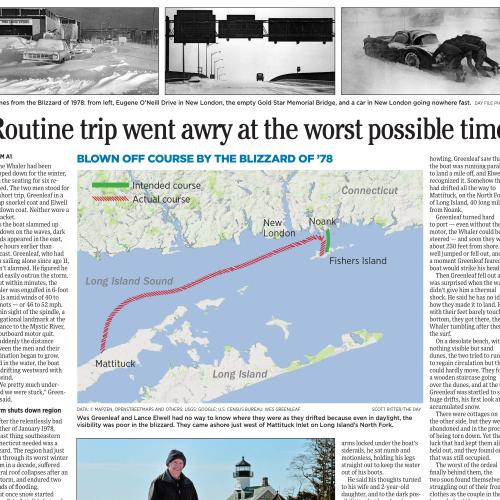 nes from the Blizzard of 1978: from left, Eugene O'Neill Drive in New London, the empty Gold Star Memorial Bridge, and a car in New London going nowhere fast. DAY FILE PH
Routine trip went awry at the worst possible time
M A1
BLOWN OFF COURSE BY THE BLIZZARD OF '78
Intended course
Actual course
Connecticut
New
London
Noank
Fishers Island
Long Island Sound
Mattituck
Long Island
DATA: © MAPZEN, OPENSTREETMAPS AND OTHERS; USGS; GOOGLE; U.S. CENSUS BUREAU; WES GREENLEAF
SCOTT RITTER/THE DAY
Wes Greenleaf and Lance Elwell had no way to know where they were as they drifted because even in daylight, the
visibility was poor in the blizzard. They came ashore just west of Mattituck Inlet on Long Island's North Fork.
he Whaler had been
ped down for the winter,
the seating for six re-
ed. The two men stood for
short trip, Greenleaf in a
p snorkel coat and Elwell
down coat. Neither wore a
acket.
s the boat slammed up
down on the waves, dark
ds appeared in the east,
e hours earlier than
cast. Greenleaf, who had
sailing alone since age 11,
n't alarmed. He figured he
d easily outrun the storm.
ut within minutes, the
ler was engulfed in 6-foot
ls amid winds of 40 to
nots — or 46 to 52 mph.
hin sight of the spindle, a
gational landmark at the
ance to the Mystic River,
outboard motor quit.
uddenly the distance
een the men and their
ination began to grow.
d in the water, the boat
drifting westward with
wind.
We pretty much under-
d we were stuck," Green-
said.
rm shuts down region
fter the relatively bad
ther of January 1978,
last thing southeastern
necticut needed was a
ard. The region had just
through its worst winter
m in a decade, suffered
ral roof collapses after an
torm, and endured two
ds of flooding.
ut once snow started
howling, Greenleaf saw tha
the boat was running paral
to land a mile off, and Elwel
recognized it. Somehow th
had drifted all the way to
Mattituck, on the North Fo
of Long Island, 40 long mil
from Noank.
Greenleaf turned hard
to port — even without the
motor, the Whaler could be
steered — and soon they w
about 250 feet from shore.
well jumped or fell out, and
a moment Greenleaf feared
boat would strike his head
Then Greenleaf fell out a
was surprised when the wa
didn't give him a thermal
shock. He said he has no id
how they made it to land. H
with their feet barely touch
bottom, they got there, the
Whaler tumbling after them
the surf.
On a desolate beach, wit
nothing visible but sand
dunes, the two tried to run
to regain circulation but th
could hardly move. They fo
a wooden staircase going
over the dunes, and at the
Greenleaf was startled to s
huge drifts, his first look at
accumulated snow.
There were cottages on
the other side, but they we
abandoned and in the proc
of being torn down. Yet the
luck that had kept them ali
held out, and they found on
that was still occupied.
The worst of the ordeal
finally behind them, the
two soon found themselve
struggling out of their froz
clothes as the couple in the
arms locked under the boat's
siderails, he sat numb and
motionless, holding his legs
straight out to keep the water
out of his boots.
He said his thoughts turned
to his wife and 2-year-old
daughter, and to the dark pos-